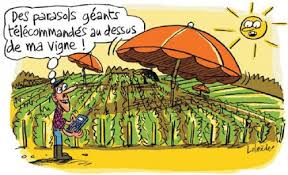 Des parasols géants
télécommandés au dessus
de ma vigne !